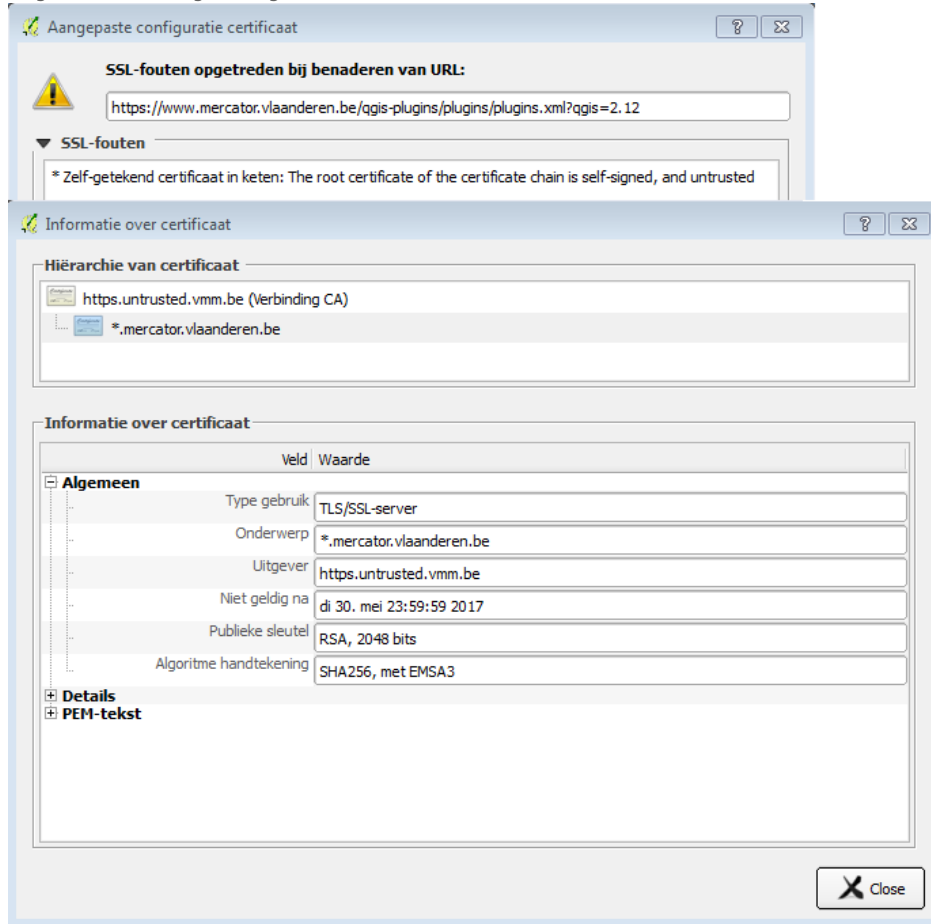 Aangepaste configuratie certificaat
SSL-fouten opgetreden bij benaderen van URL:
https://www.mercator.vlaanderen.be/qgis-plugins/plugins/plugins.xml?qgis=2.12
SSL-fouten
* Zelf-getekend certificaat in keten: The root certificate of the certificate chain is self-signed, and untrusted
Informatie over certificaat
Hiërarchie van certificaat
https.untrusted.vmm.be (Verbinding CA)
*.mercator.vlaanderen.be
Informatie over certificaat
Veld Waarde
Algemeen
Type gebruik TLS/SSL-server
Onderwerp *.mercator.vlaanderen.be
Uitgever https.untrusted.vmm.be
Niet geldig na di 30. mei 23:59:59 2017
Publieke sleutel RSA, 2048 bits
Algoritme handtekening SHA256, met EMSA3
Details
PEM-tekst
Close